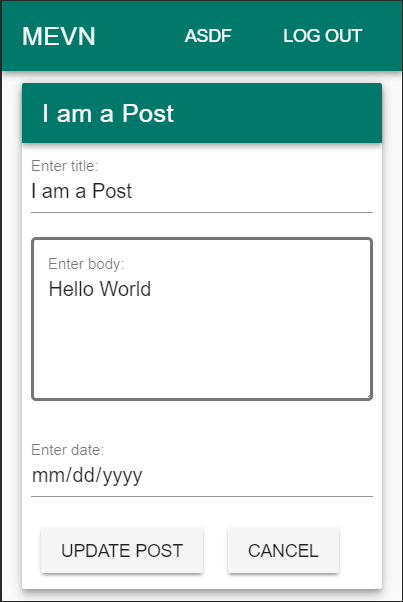 MEVN ASDF LOG OUT
I am a Post
Enter title:
I am a Post
Enter body:
Hello World
Enter date:
mm/dd/yyyy
UPDATE POST CANCEL